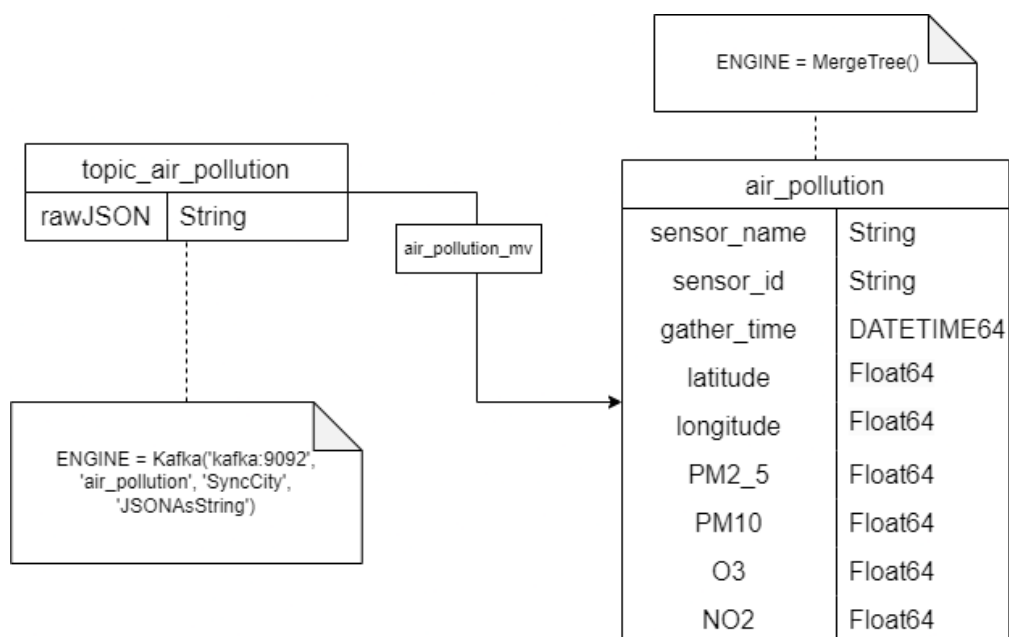 ENGINE = MergeTree()
topic_air_pollution
rawJSON String
air_pollution_mv
ENGINE = Kafka('kafka:9092',
'air_pollution', 'SyncCity',
'JSONAsString')
air_pollution
sensor_name String
sensor_id String
gather_time DATETIME64
latitude Float64
longitude Float64
PM2_5 Float64
PM10 Float64
O3 Float64
NO2 Float64